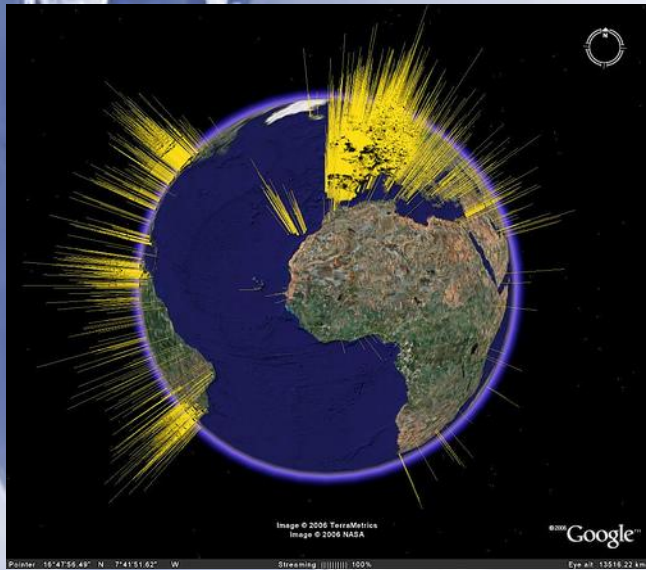 N
Image © 2006 TerraMetrics
Image © 2006 NASA
©2006 Google™
Pointer 16°47'56.49" N 7°41'51.62" W Streaming |||||||||| 100% Eye alt 13516.22 km